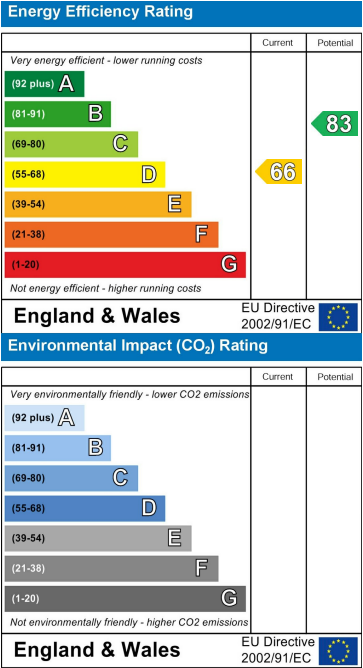 Energy Efficiency Rating
Current Potential
Very energy efficient - lower running costs
(92 plus) A
(81-91) B
83
(69-80) C
(55-68) D
66
(39-54) E
(21-38) F
(1-20) G
Not energy efficient - higher running costs
England & Wales
EU Directive
2002/91/EC
Environmental Impact (CO₂) Rating
Current Potential
Very environmentally friendly - lower CO2 emissions
(92 plus) A
(81-91) B
(69-80) C
(55-68) D
(39-54) E
(21-38) F
(1-20) G
Not environmentally friendly - higher CO2 emissions
England & Wales
EU Directive
2002/91/EC